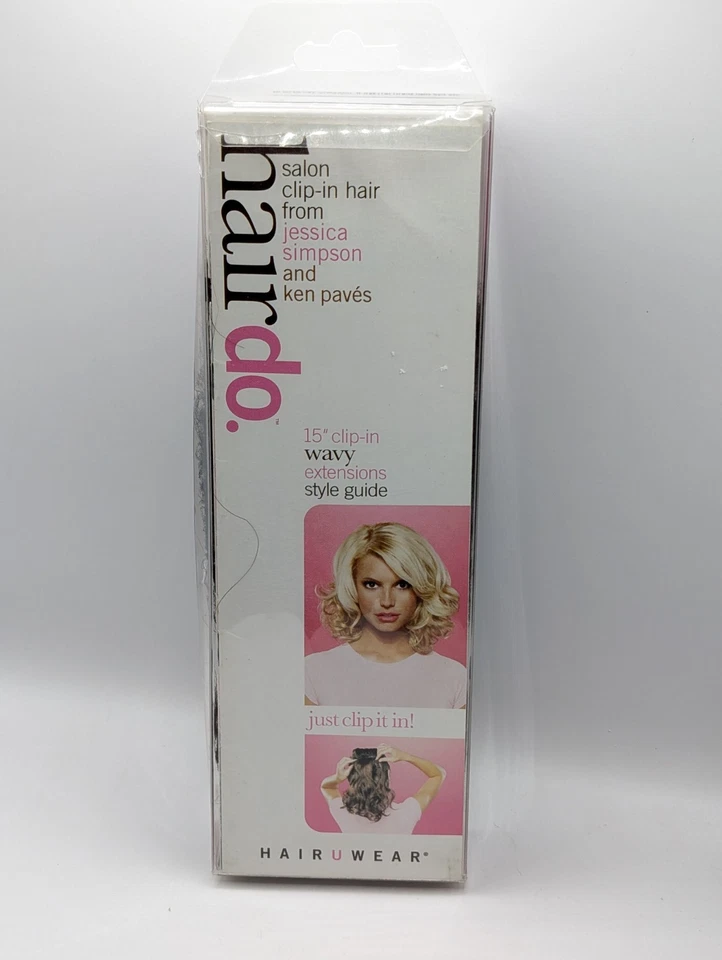 hairdo.™
salon
clip-in hair
from
jessica
simpson
and
ken pavés
15" clip-in
wavy
extensions
style guide
just clip it in!
HAIRUWEAR®